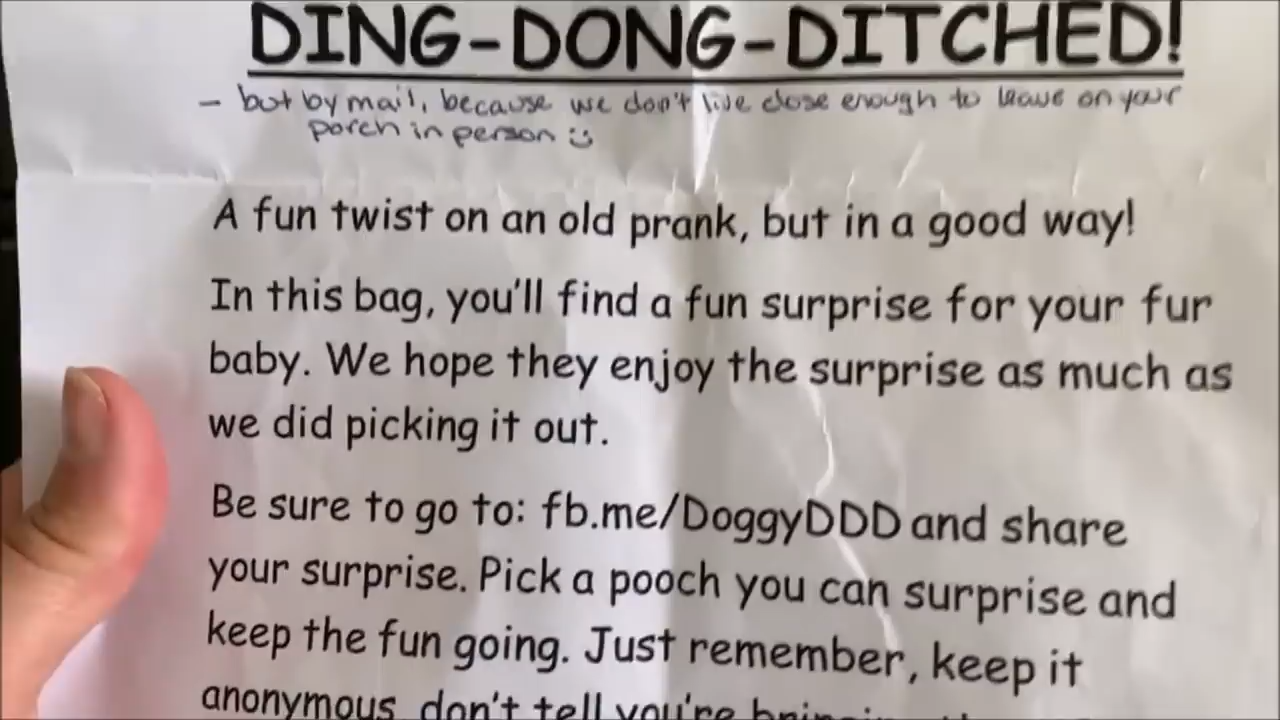 DING-DONG-DITCHED!
- but by mail, because we don't live close enough to leave on your
porch in person :)
A fun twist on an old prank, but in a good way!
In this bag, you'll find a fun surprise for your fur
baby. We hope they enjoy the surprise as much as
we did picking it out.
Be sure to go to: fb.me/DoggyDDD and share
your surprise. Pick a pooch you can surprise and
keep the fun going. Just remember, keep it
anonymous, don't tell you're